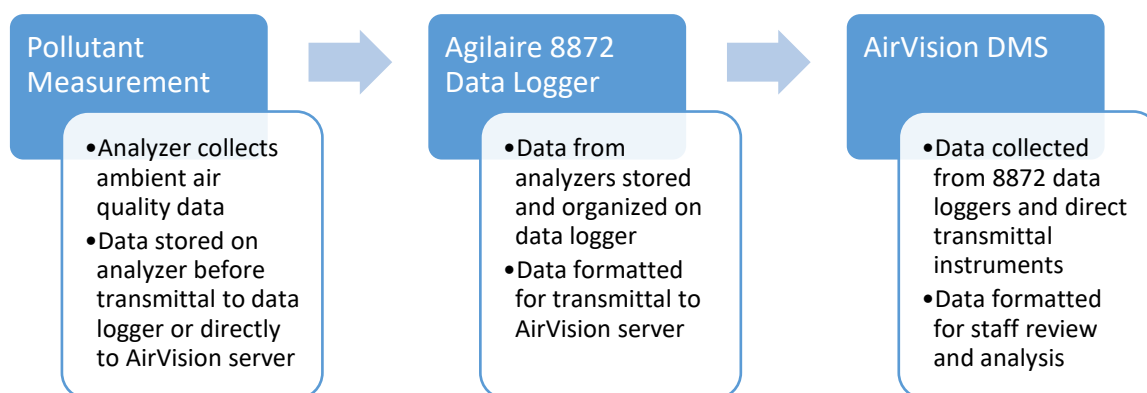 Pollutant
Measurement
•Analyzer collects
ambient air
quality data
•Data stored on
analyzer before
transmittal to data
logger or directly
to AirVision server
Agilaire 8872
Data Logger
•Data from
analyzers stored
and organized on
data logger
•Data formatted
for transmittal to
AirVision server
AirVision DMS
•Data collected
from 8872 data
loggers and direct
transmittal
instruments
•Data formatted
for staff review
and analysis